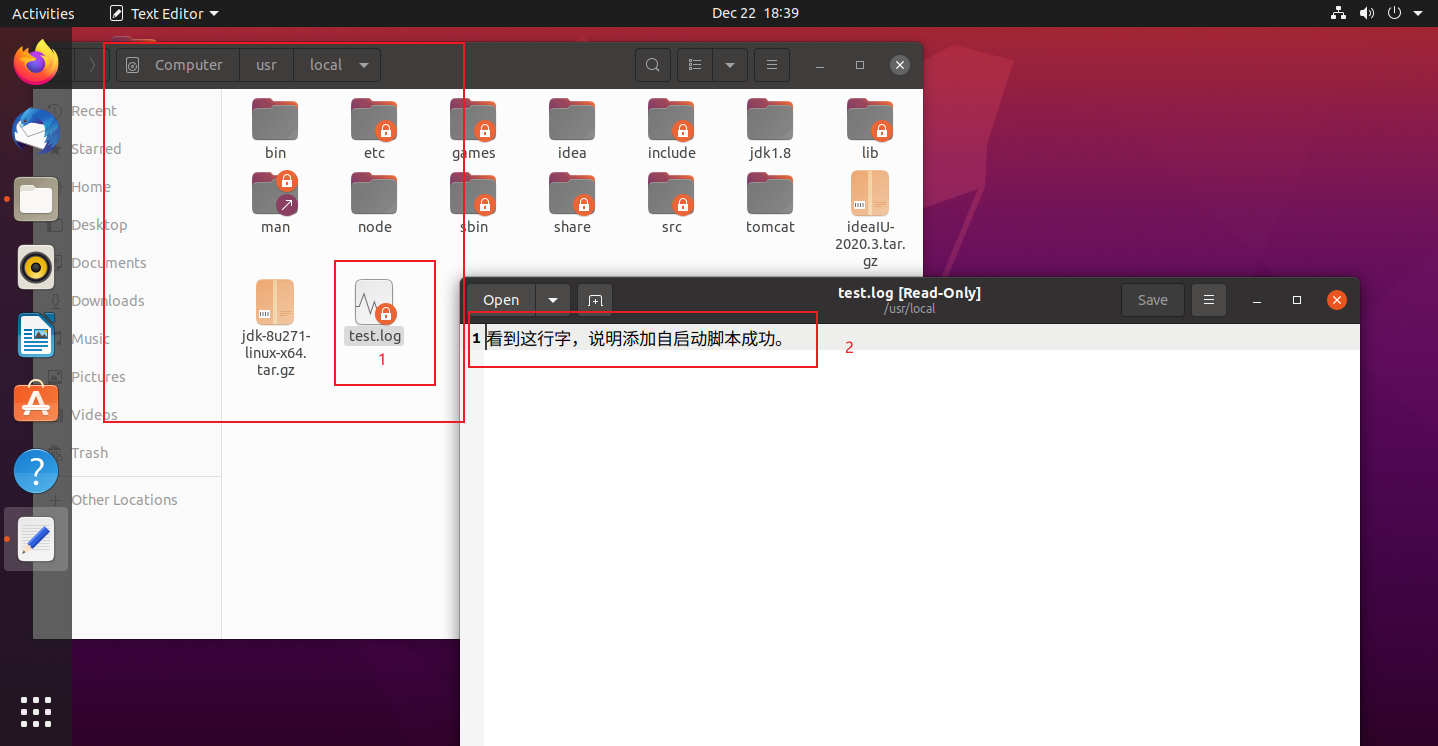 Activities
Text Editor
Dec 22 18:39
Computer
usr
local
Recent
Starred
Home
Desktop
Documents
Downloads
Music
Pictures
Videos
Trash
Other Locations
bin
etc
games
idea
include
jdk1.8
lib
man
node
sbin
share
src
tomcat
ideaIU-
2020.3.tar.
gz
jdk-8u271-
linux-x64.
tar.gz
test.log
1
Open
test.log [Read-Only]
/usr/local
Save
1 看到这行字，说明添加自启动脚本成功。
2